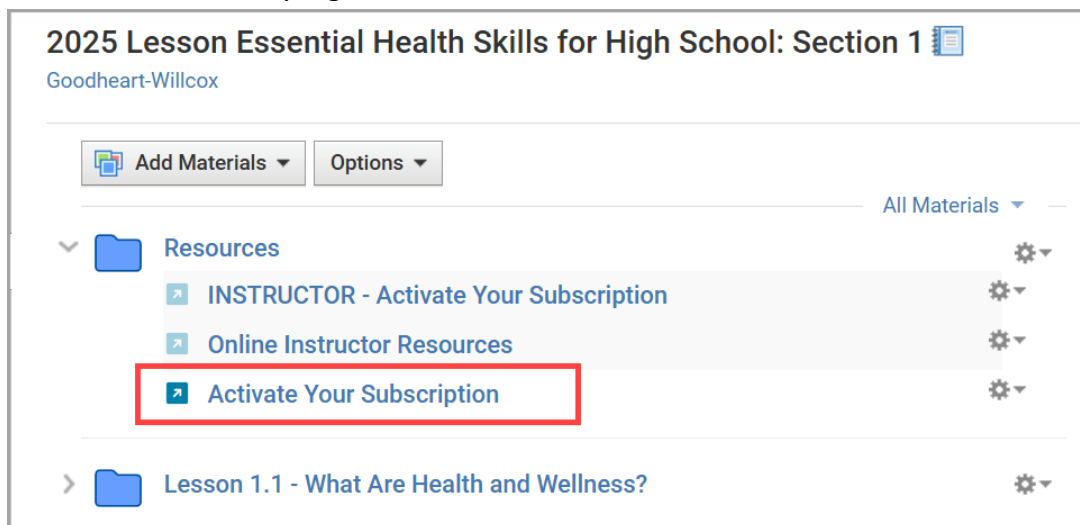 2025 Lesson Essential Health Skills for High School: Section 1
Goodheart-Willcox
Add Materials
Options
All Materials
Resources
INSTRUCTOR - Activate Your Subscription
Online Instructor Resources
Activate Your Subscription
Lesson 1.1 - What Are Health and Wellness?